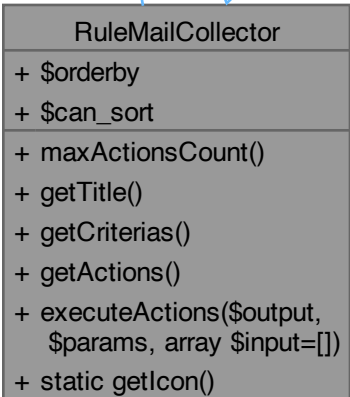 RuleMailCollector
+ $orderby
+ $can_sort
+ maxActionsCount()
+ getTitle()
+ getCriterias()
+ getActions()
+ executeActions($output,
$params, array $input=[])
+ static getIcon()